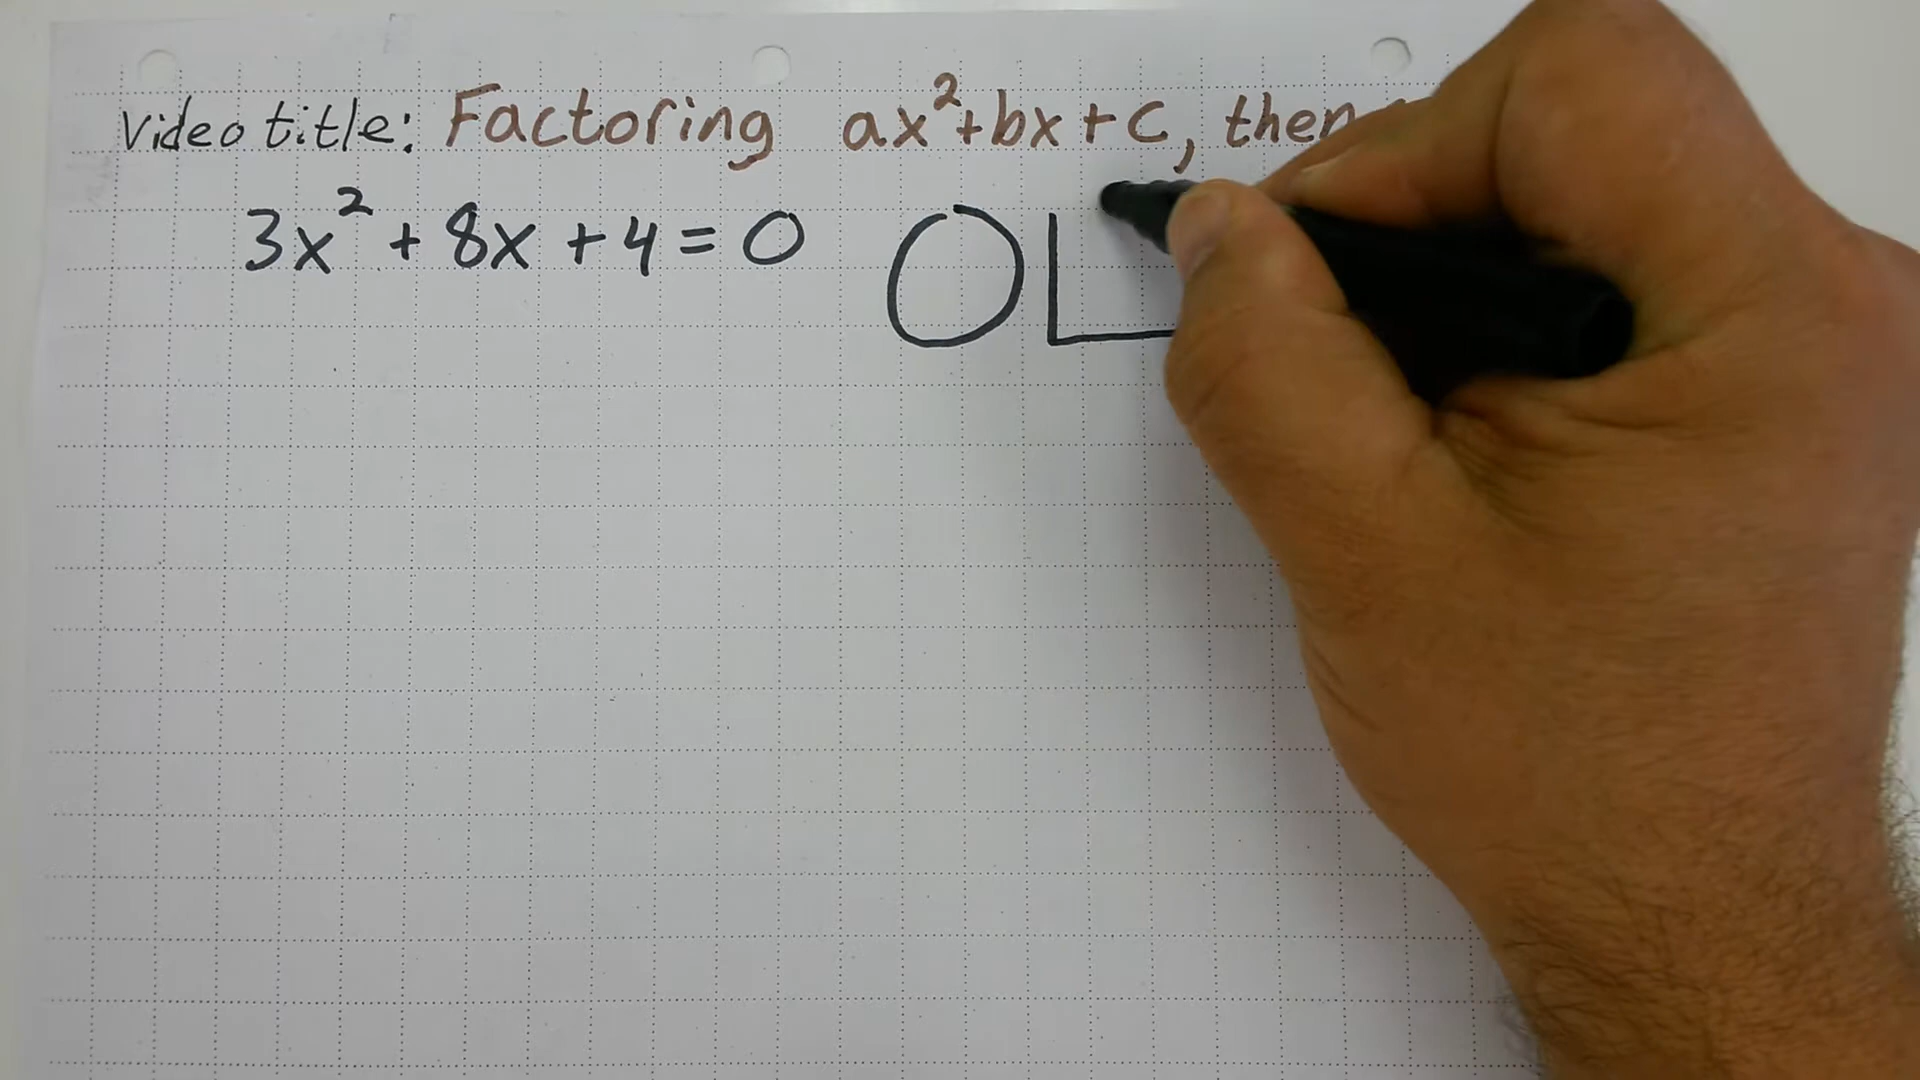 Video title: Factoring ax²+bx+c, then
3x² + 8x + 4 = 0